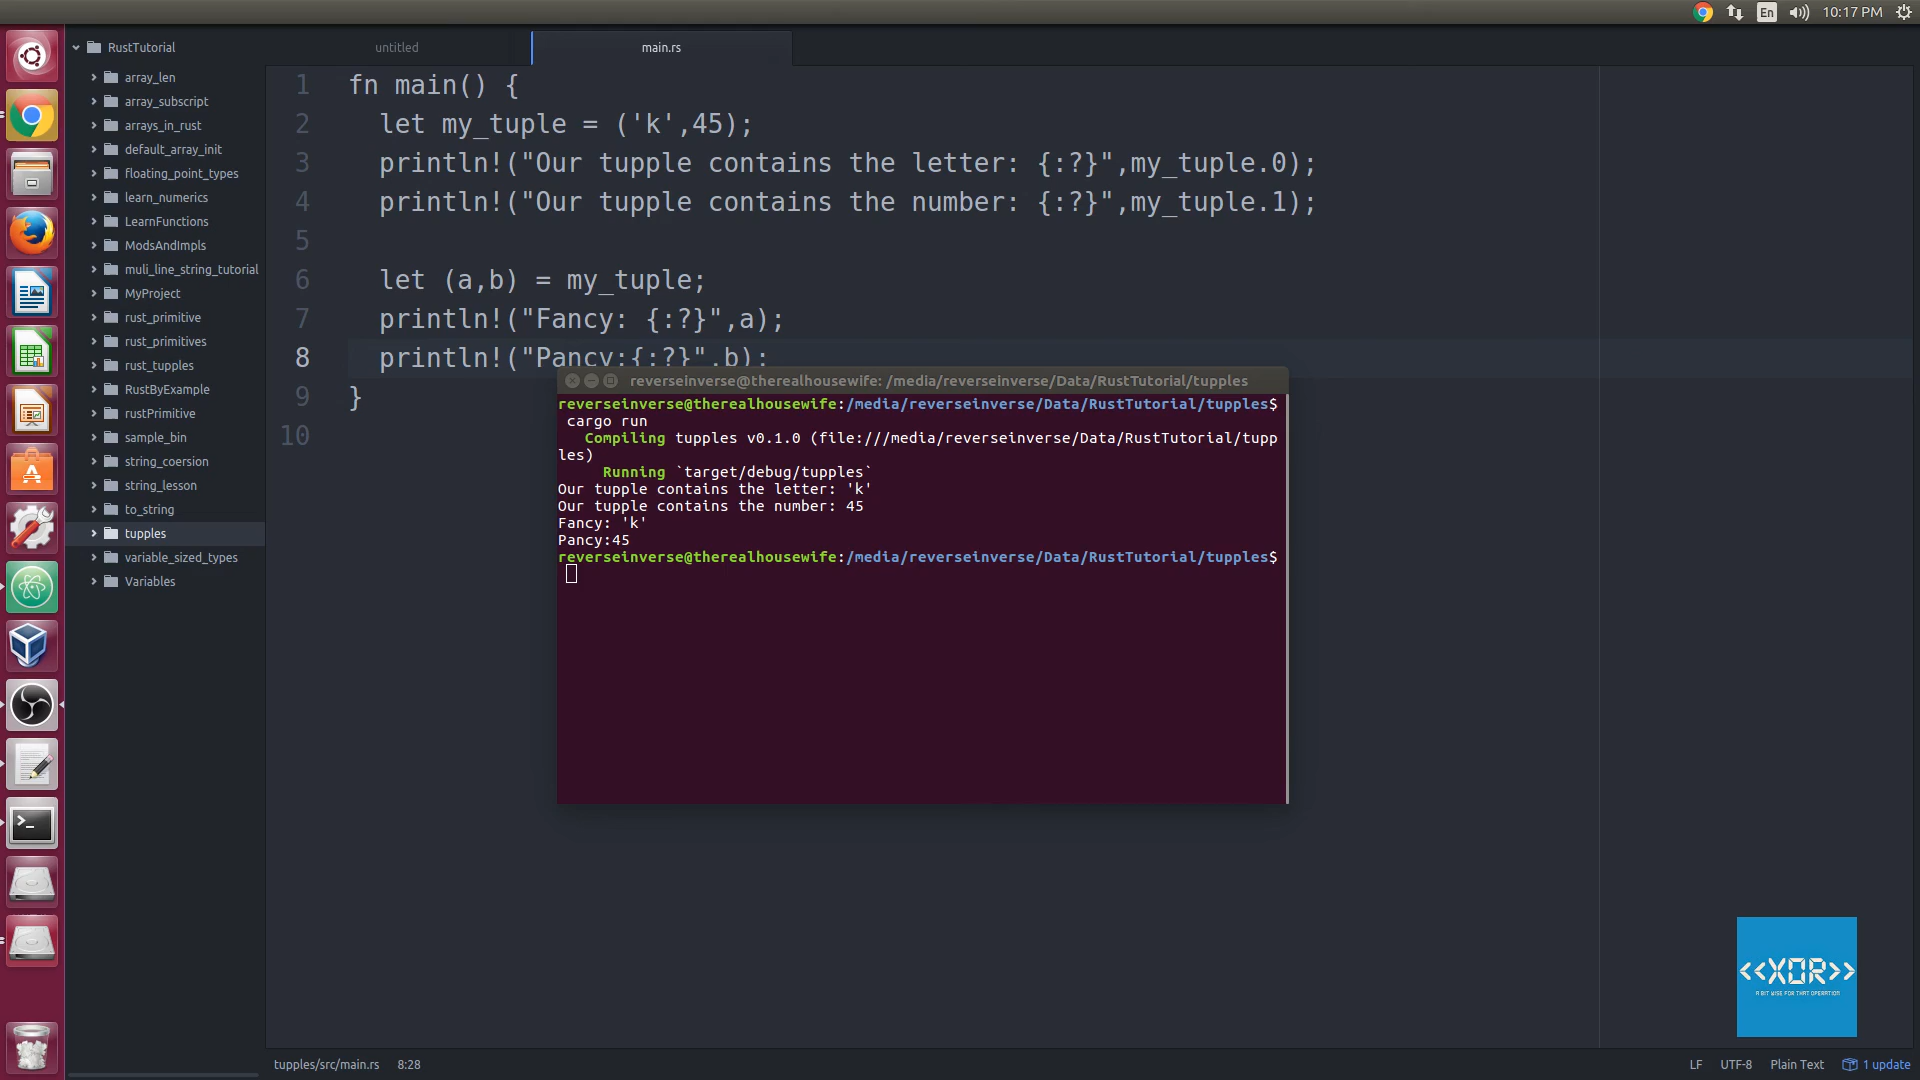 En
10:17 PM
RustTutorial
array_len
array_subscript
arrays_in_rust
default_array_init
floating_point_types
learn_numerics
LearnFunctions
ModsAndImpls
muli_line_string_tutorial
MyProject
rust_primitive
rust_primitives
rust_tupples
RustByExample
rustPrimitive
sample_bin
string_coersion
string_lesson
to_string
tupples
variable_sized_types
Variables
untitled
main.rs
1 fn main() {
2 let my_tuple = ('k',45);
3 println!("Our tupple contains the letter: {:?}",my_tuple.0);
4 println!("Our tupple contains the number: {:?}",my_tuple.1);
5
6 let (a,b) = my_tuple;
7 println!("Fancy: {:?}",a);
8 println!("Pancy:{:?}",b);
9 }
10
reverseinverse@therealhousewife: /media/reverseinverse/Data/RustTutorial/tupples
reverseinverse@therealhousewife:/media/reverseinverse/Data/RustTutorial/tupples$
cargo run
Compiling tupples v0.1.0 (file:///media/reverseinverse/Data/RustTutorial/tupp
les)
Running `target/debug/tupples`
Our tupple contains the letter: 'k'
Our tupple contains the number: 45
Fancy: 'k'
Pancy:45
reverseinverse@therealhousewife:/media/reverseinverse/Data/RustTutorial/tupples$
<<XOR>>
A BIT WISE FOR THAT OPERATION
tupples/src/main.rs 8:28
LF UTF-8 Plain Text 1 update